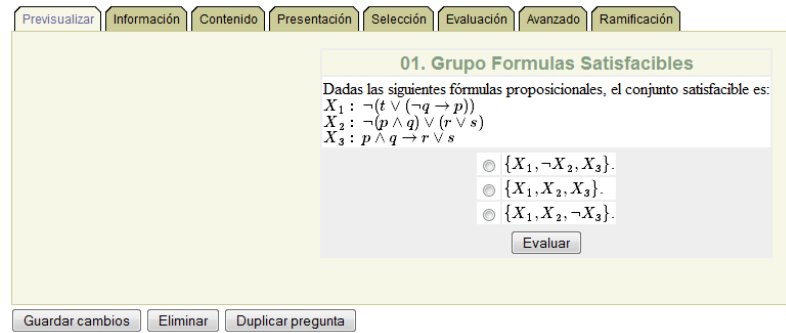 Previsualizar Información Contenido Presentación Selección Evaluación Avanzado Ramificación
01. Grupo Formulas Satisfacibles
Dadas las siguientes fórmulas proposicionales, el conjunto satisfacible es:
X₁ : ¬(t ∨ (¬q → p))
X₂ : ¬(p ∧ q) ∨ (r ∨ s)
X₃ : p ∧ q → r ∨ s
{X₁, ¬X₂, X₃}.
{X₁, X₂, X₃}.
{X₁, X₂, ¬X₃}.
Evaluar
Guardar cambios Eliminar Duplicar pregunta